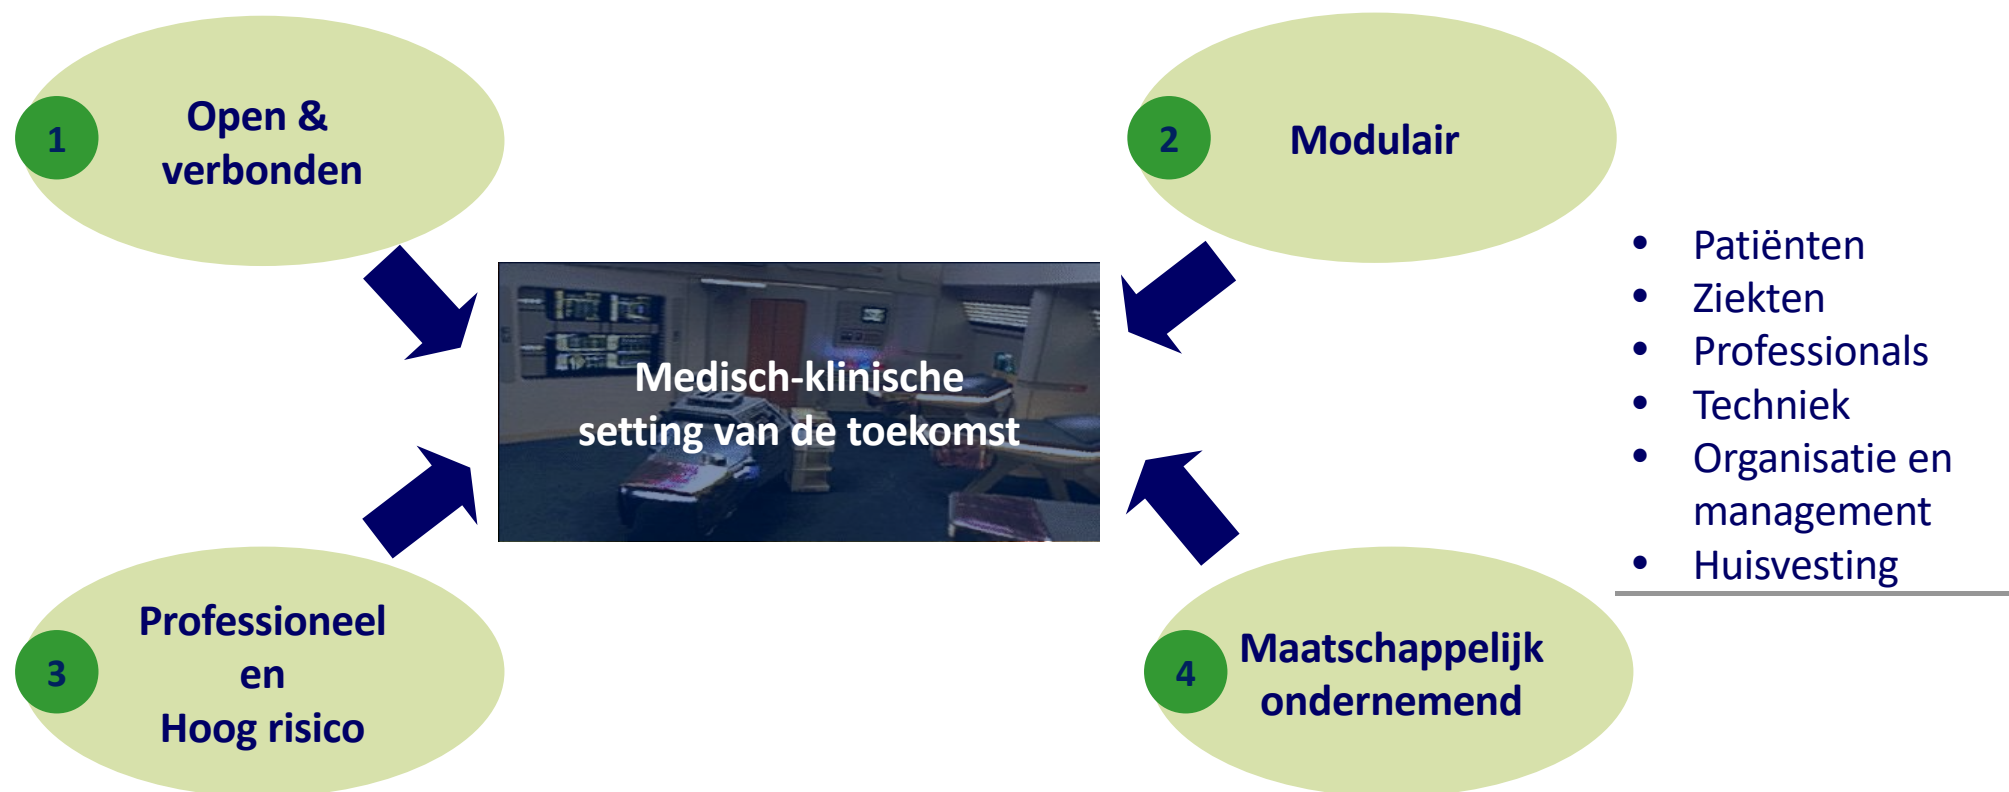 1
Open &
verbonden
2
Modulair
• Patiënten
• Ziekten
• Professionals
• Techniek
• Organisatie en
management
• Huisvesting
Medisch-klinische
setting van de toekomst
3
Professioneel
en
Hoog risico
4
Maatschappelijk
ondernemend